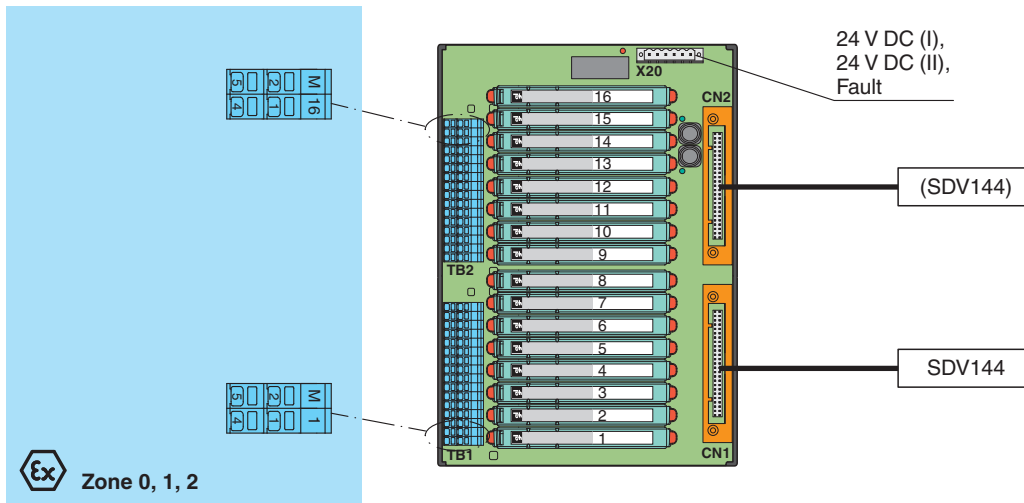 24 V DC (I),
24 V DC (II),
Fault
X20
CN2
5 2 M
4 1 16
16
15
14
13
12
11
10
9
(SDV144)
TB2
8
7
6
5
4
3
2
1
SDV144
5 2 M
4 1 1
TB1
CN1
Ex Zone 0, 1, 2